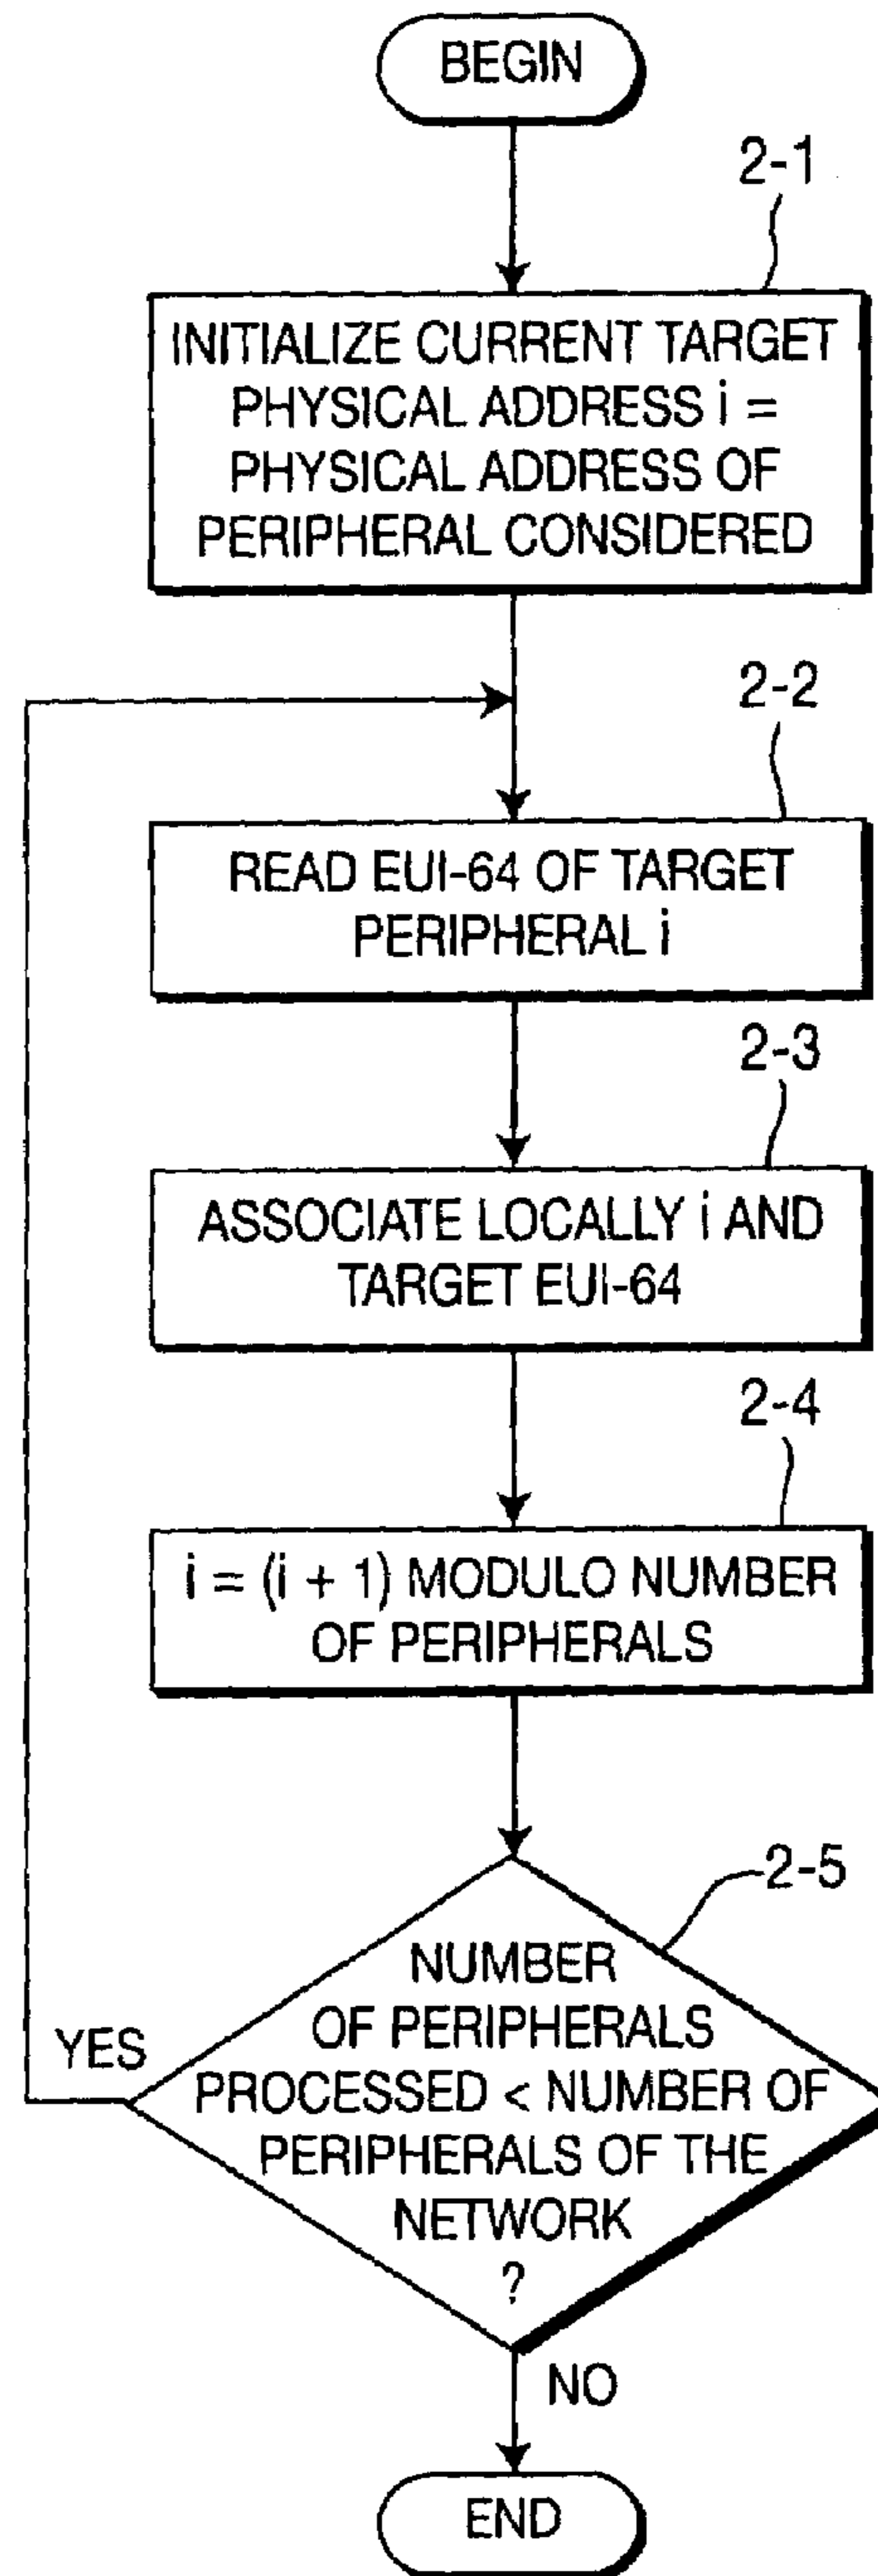 BEGIN
2-1
INITIALIZE CURRENT TARGET
PHYSICAL ADDRESS i =
PHYSICAL ADDRESS OF
PERIPHERAL CONSIDERED
2-2
READ EUI-64 OF TARGET
PERIPHERAL i
2-3
ASSOCIATE LOCALLY i AND
TARGET EUI-64
2-4
i = (i + 1) MODULO NUMBER
OF PERIPHERALS
2-5
NUMBER
OF PERIPHERALS
PROCESSED < NUMBER OF
PERIPHERALS OF THE
NETWORK
?
YES
NO
END